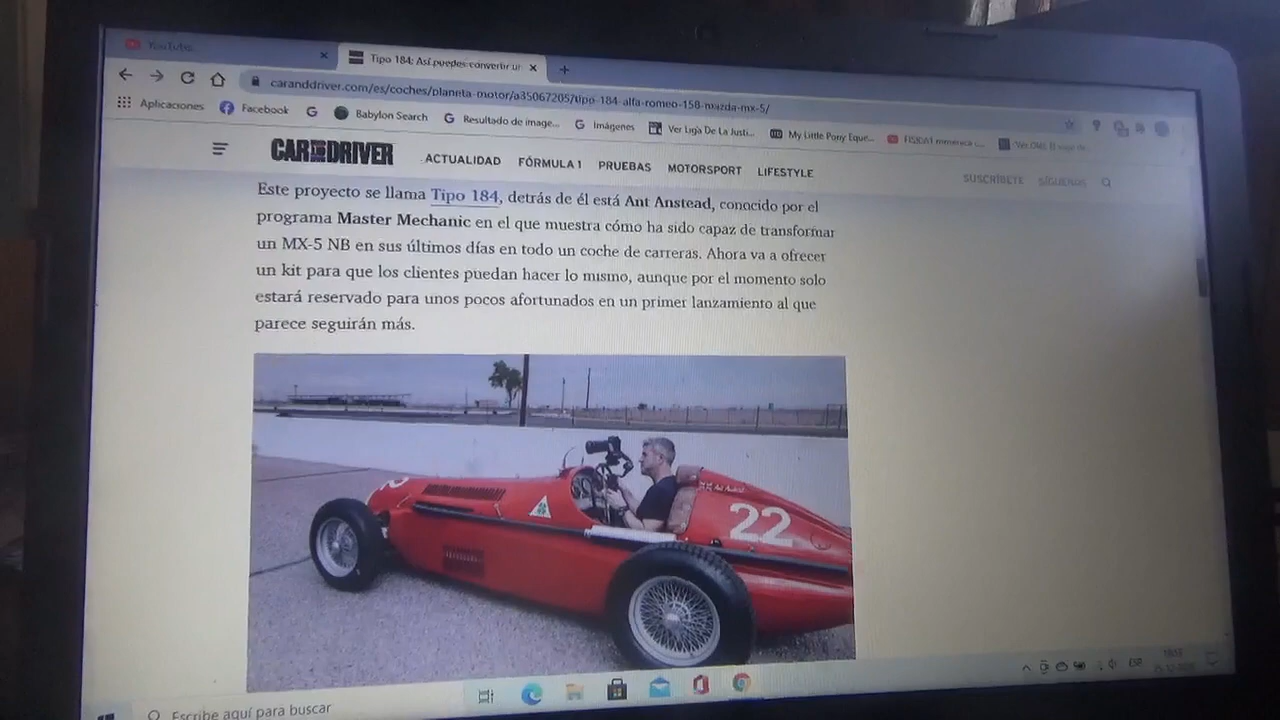 YouTube
Tipo 184: Así puedes convertir u
caranddriver.com/es/coches/planeta-motor/a35067205/tipo-184-alfa-romeo-158-mazda-mx-5/
Aplicaciones Facebook Babylon Search Resultado de image... Imágenes Ver Liga De La Justi... My Little Pony Eque...
CAR AND DRIVER ACTUALIDAD FÓRMULA 1 PRUEBAS MOTORSPORT LIFESTYLE SUSCRÍBETE SÍGUENOS
Este proyecto se llama Tipo 184, detrás de él está Ant Anstead, conocido por el
programa Master Mechanic en el que muestra cómo ha sido capaz de transformar
un MX-5 NB en sus últimos días en todo un coche de carreras. Ahora va a ofrecer
un kit para que los clientes puedan hacer lo mismo, aunque por el momento solo
estará reservado para unos pocos afortunados en un primer lanzamiento al que
parece seguirán más.
22
ESP
Escribe aquí para buscar